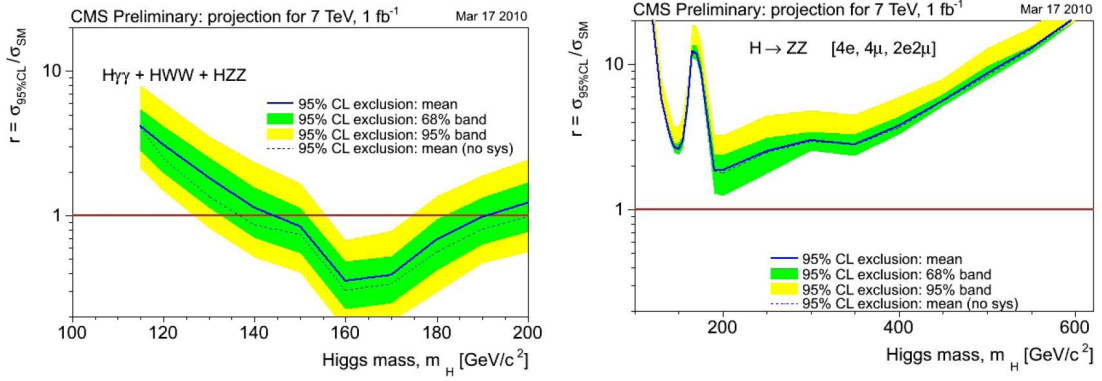 CMS Preliminary: projection for 7 TeV, 1 fb⁻¹ Mar 17 2010
r = σ95%CL /σSM
10
1
Hγγ + HWW + HZZ
95% CL exclusion: mean
95% CL exclusion: 68% band
95% CL exclusion: 95% band
95% CL exclusion: mean (no sys)
100 120 140 160 180 200
Higgs mass, m H [GeV/c²]
CMS Preliminary: projection for 7 TeV, 1 fb⁻¹ Mar 17 2010
r = σ95%CL /σSM
10
1
H → ZZ [4e, 4μ, 2e2μ]
95% CL exclusion: mean
95% CL exclusion: 68% band
95% CL exclusion: 95% band
95% CL exclusion: mean (no sys)
200 400 600
Higgs mass, m H [GeV/c²]